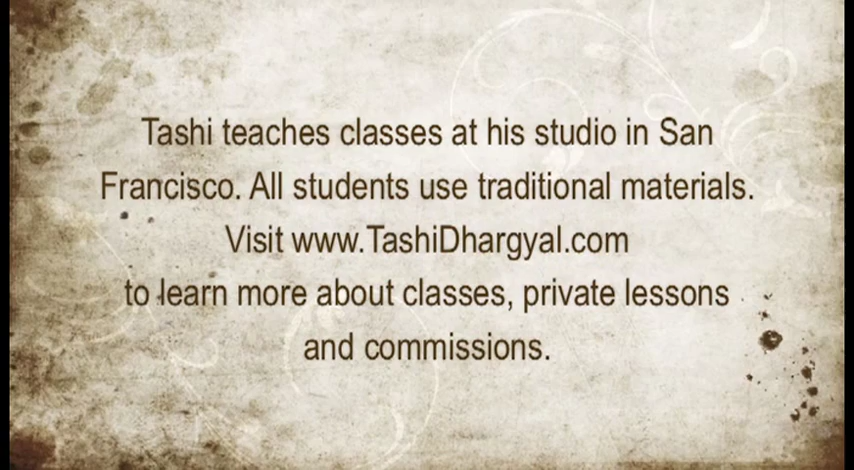 Tashi teaches classes at his studio in San
Francisco. All students use traditional materials.
Visit www.TashiDhargyal.com
to learn more about classes, private lessons
and commissions.